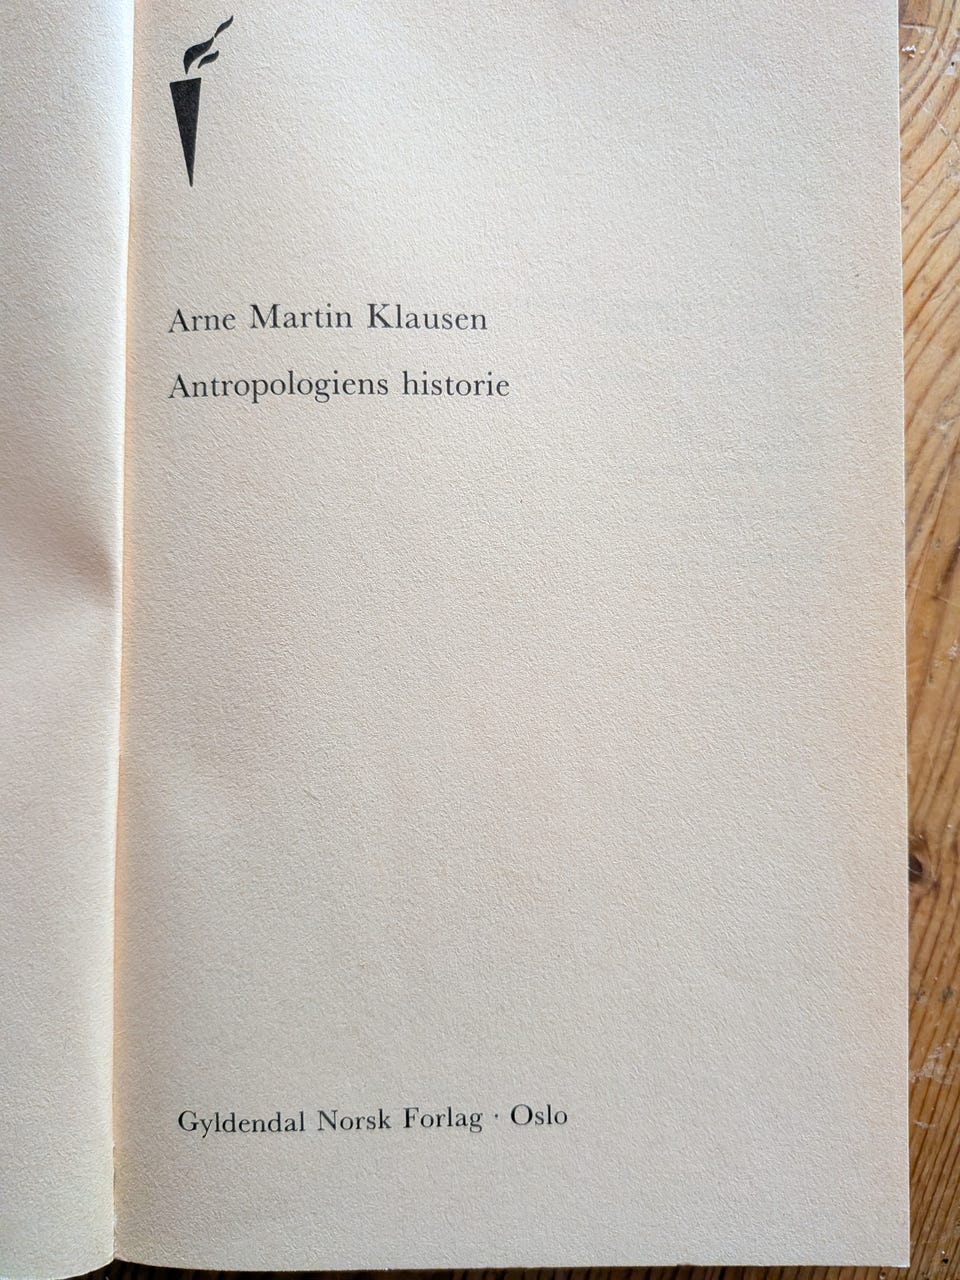 Arne Martin Klausen
Antropologiens historie
Gyldendal Norsk Forlag · Oslo